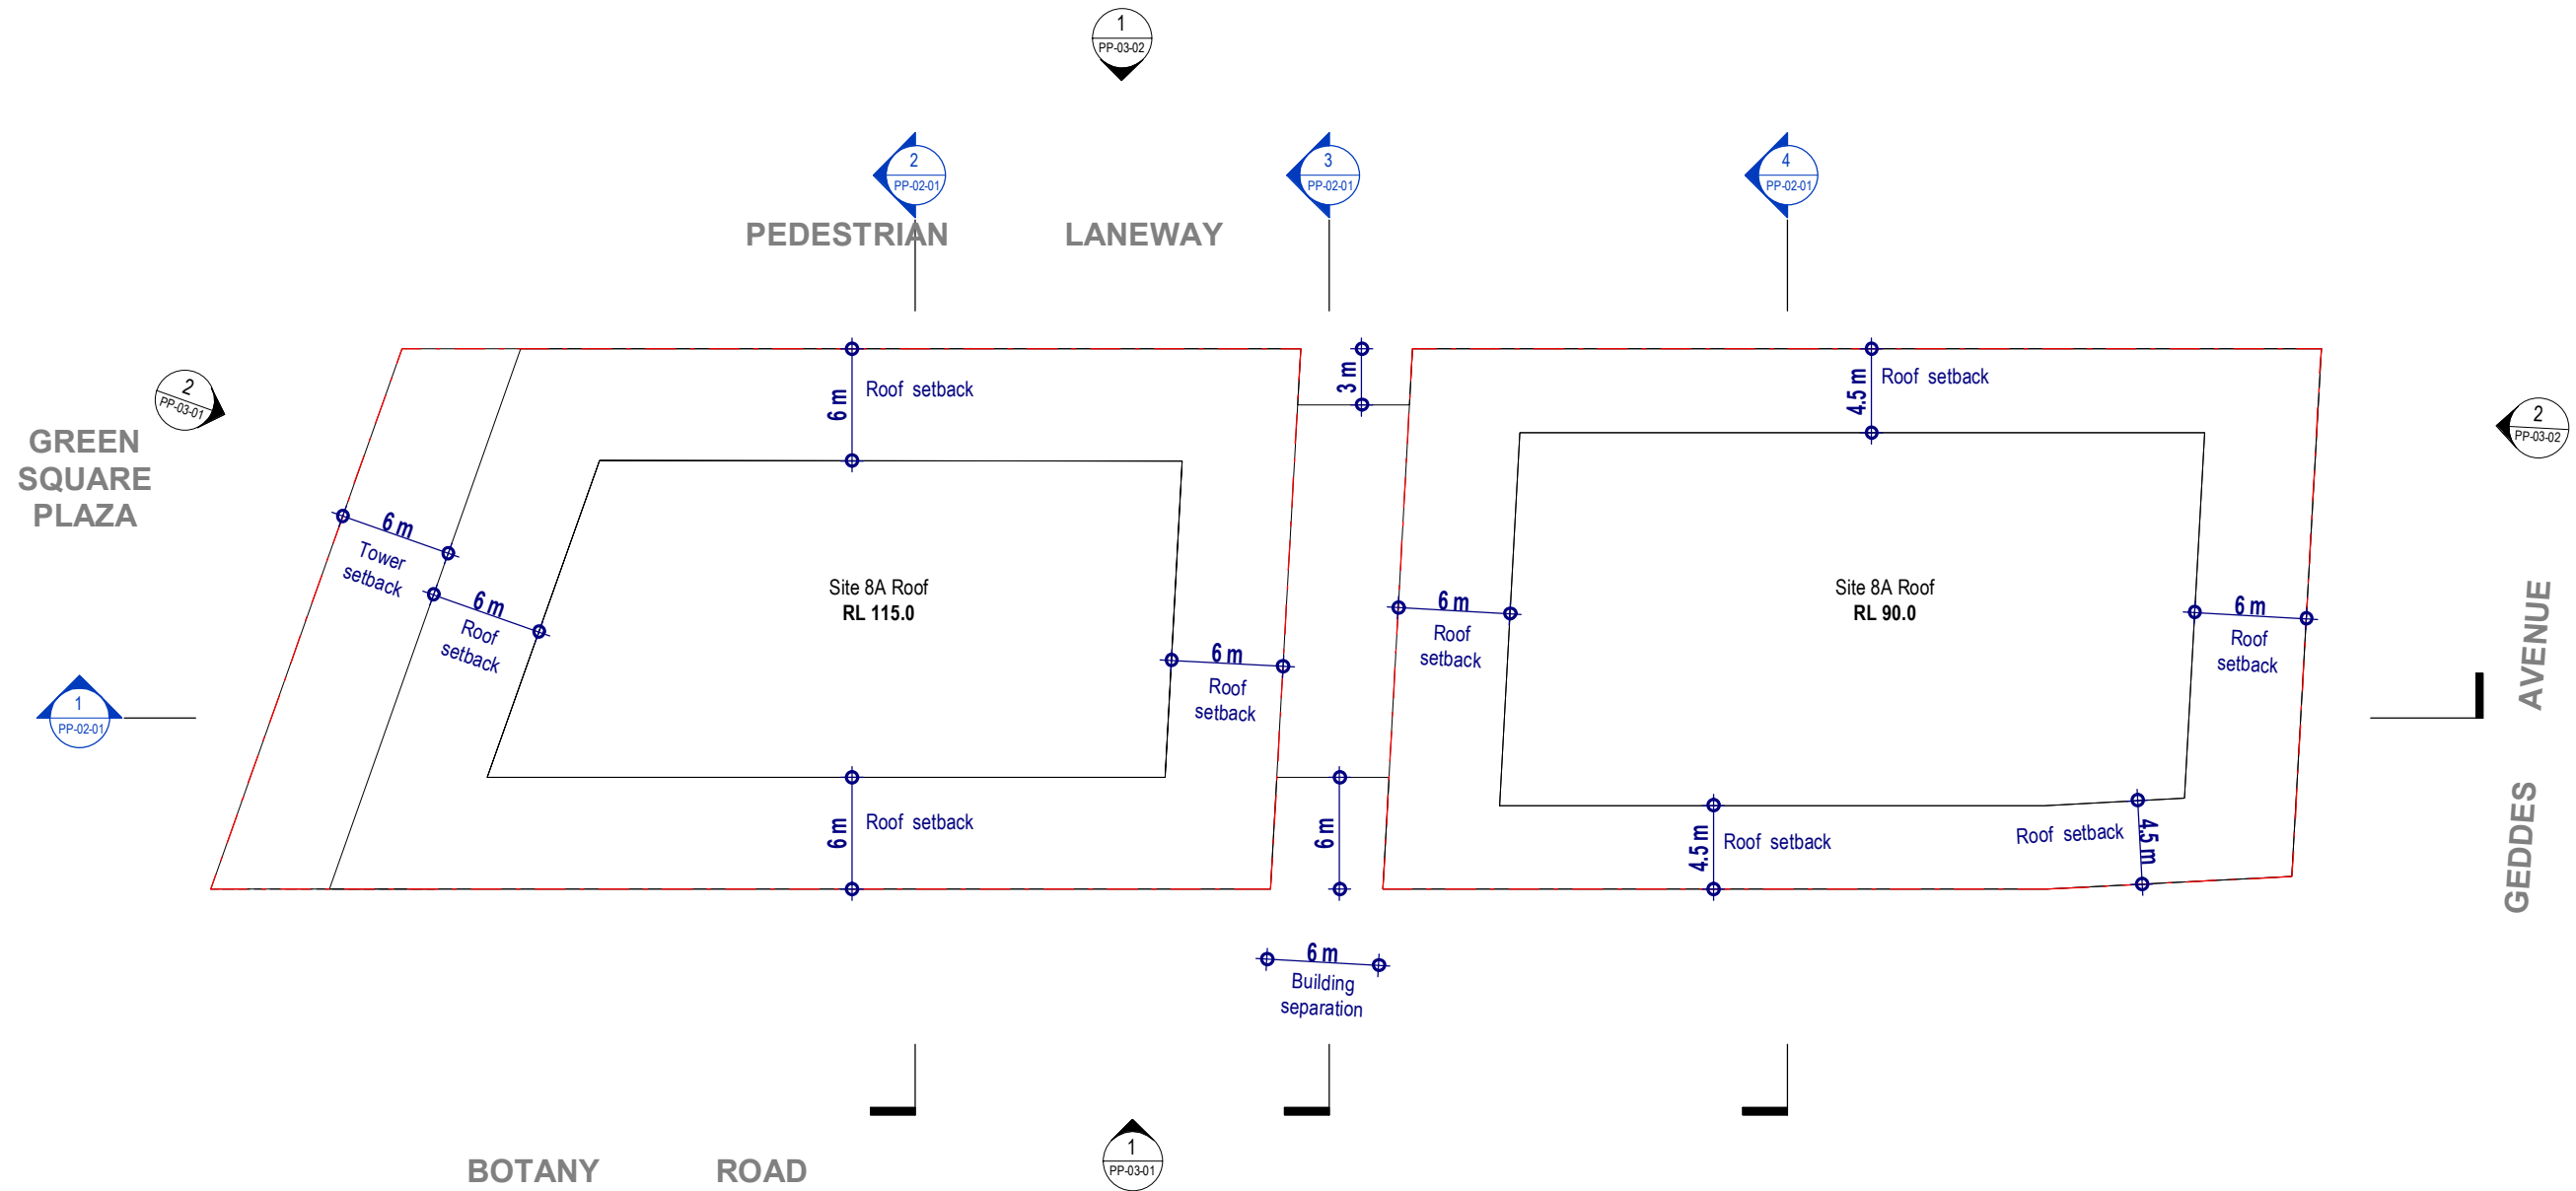 1
PP-03-02
2
PP-02-01
3
PP-02-01
4
PP-02-01
PEDESTRIAN LANEWAY
2
PP-03-01
GREEN
SQUARE
PLAZA
6 m
Roof setback
3 m
4.5 m
Roof setback
2
PP-03-02
6 m
Tower
setback
6 m
Roof
setback
Site 8A Roof
RL 115.0
6 m
Roof
setback
6 m
Roof
setback
Site 8A Roof
RL 90.0
6 m
Roof
setback
GEDDES AVENUE
1
PP-02-01
6 m
Roof setback
6 m
4.5 m
Roof setback
Roof setback
4.5 m
6 m
Building
separation
BOTANY ROAD
1
PP-03-01